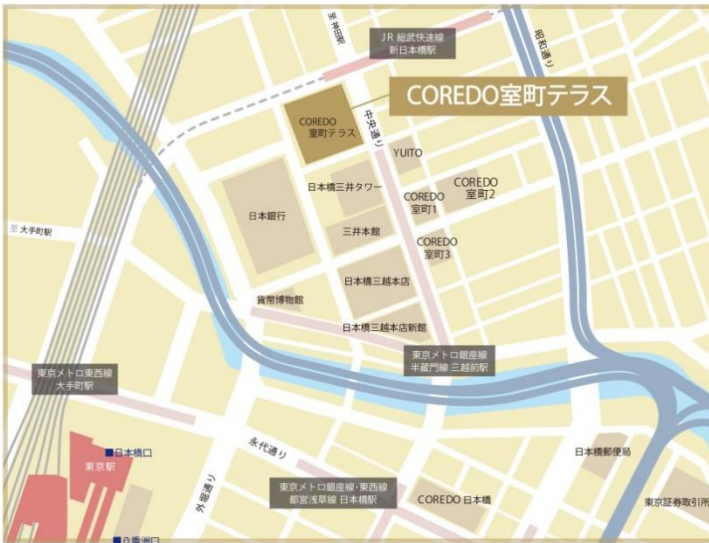 至 神田駅
JR 総武快速線
新日本橋駅
昭和通り
COREDO室町テラス
COREDO
室町テラス
中央通り
YUITO
日本橋三井タワー
COREDO
室町1
COREDO
室町2
日本銀行
三井本館
COREDO
室町3
至 大手町駅
日本橋三越本店
貨幣博物館
日本橋三越本店新館
東京メトロ銀座線
半蔵門線 三越前駅
東京メトロ東西線
大手町駅
■日本橋口
東京駅
永代通り
日本橋郵便局
外堀通り
東京メトロ銀座線・東西線
都営浅草線 日本橋駅
COREDO 日本橋
東京証券取引所
■八重洲口